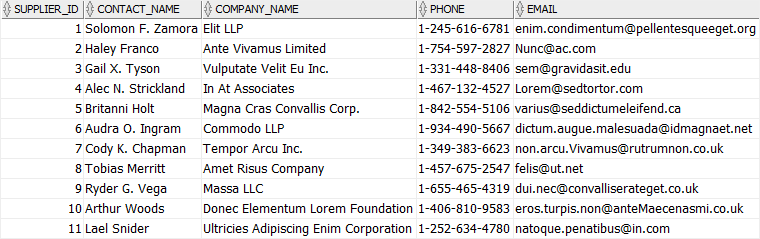 SUPPLIER_ID CONTACT_NAME COMPANY_NAME PHONE EMAIL
1 Solomon F. Zamora Elit LLP 1-245-616-6781 enim.condimentum@pellentesqueeget.org
2 Haley Franco Ante Vivamus Limited 1-754-597-2827 Nunc@ac.com
3 Gail X. Tyson Vulputate Velit Eu Inc. 1-331-448-8406 sem@gravidasit.edu
4 Alec N. Strickland In At Associates 1-467-132-4527 Lorem@sedtortor.com
5 Britanni Holt Magna Cras Convallis Corp. 1-842-554-5106 varius@seddictumeleifend.ca
6 Audra O. Ingram Commodo LLP 1-934-490-5667 dictum.augue.malesuada@idmagnaet.net
7 Cody K. Chapman Tempor Arcu Inc. 1-349-383-6623 non.arcu.Vivamus@rutrumnon.co.uk
8 Tobias Merritt Amet Risus Company 1-457-675-2547 felis@ut.net
9 Ryder G. Vega Massa LLC 1-655-465-4319 dui.nec@convalliserateget.co.uk
10 Arthur Woods Donec Elementum Lorem Foundation 1-406-810-9583 eros.turpis.non@anteMaecenasmi.co.uk
11 Lael Snider Ultricies Adipiscing Enim Corporation 1-252-634-4780 natoque.penatibus@in.com